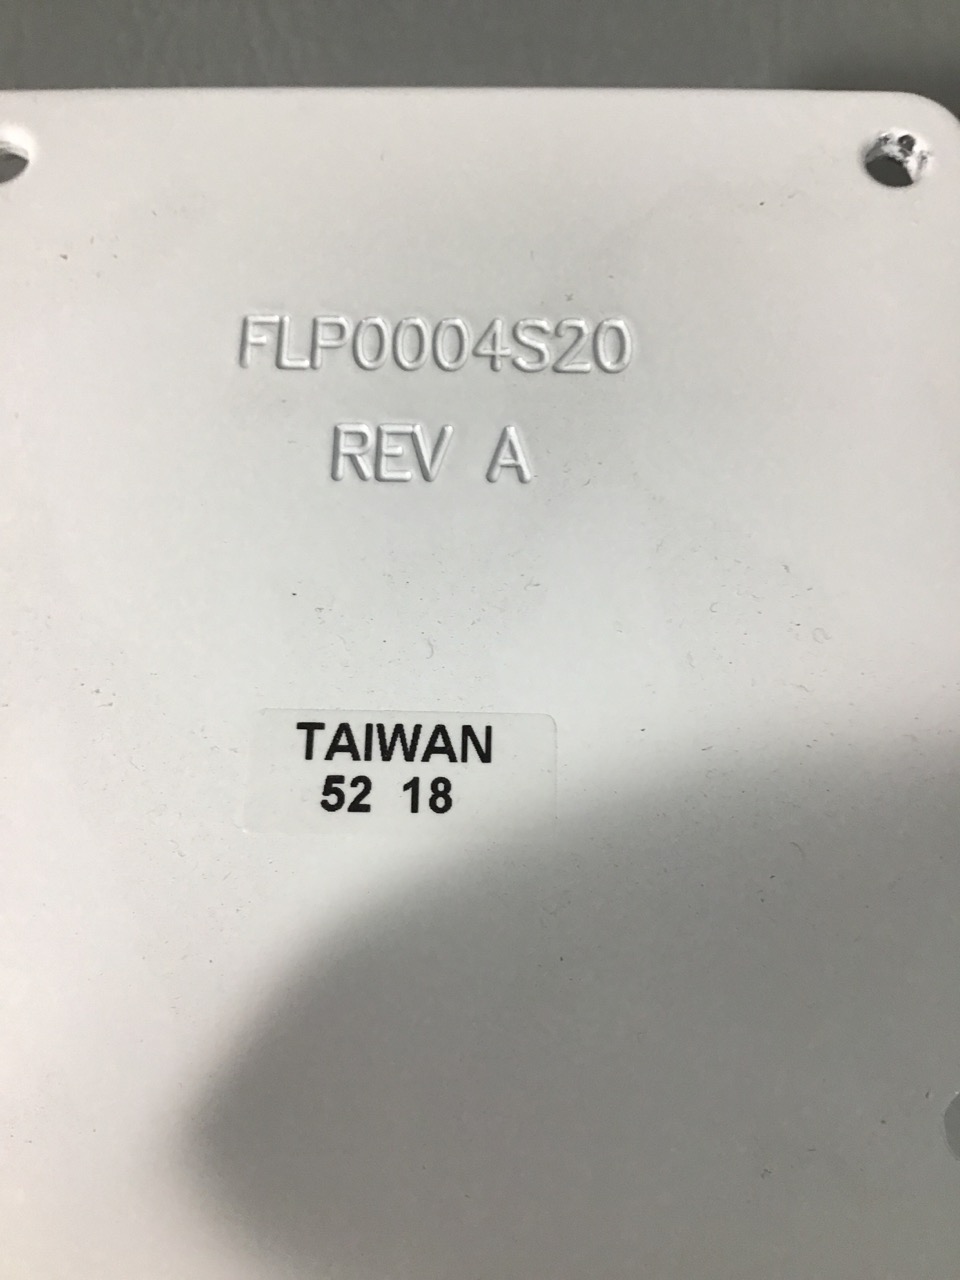 FLP0004S20
REV A
TAIWAN
52 18